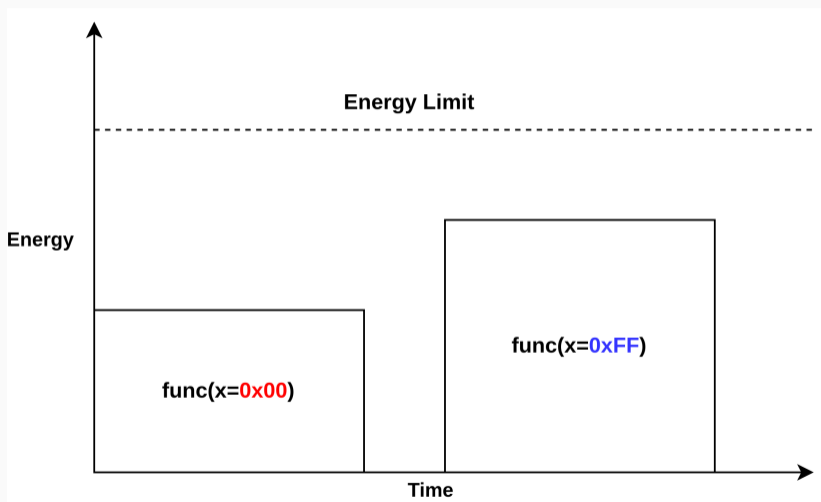 Energy Limit
Energy
func(x=0xFF)
func(x=0x00)
Time